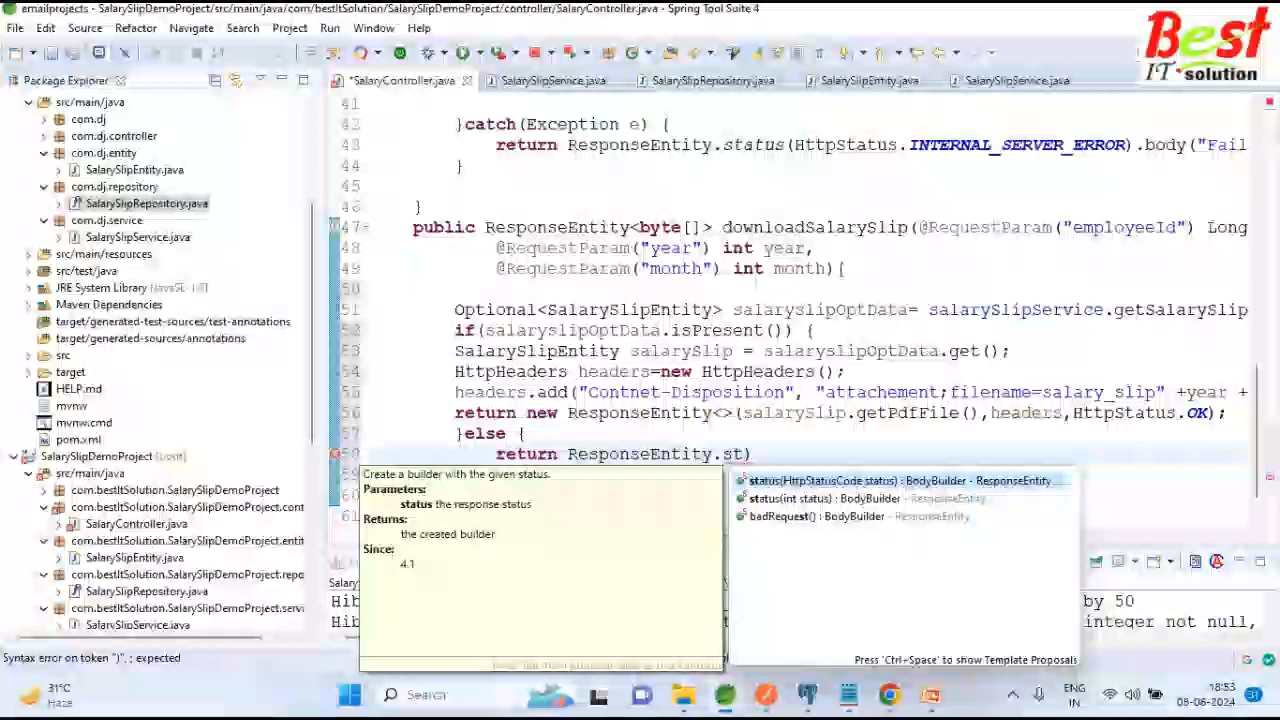 emailprojects - SalarySlipDemoProject/src/main/java/com/bestItSolution/SalarySlipDemoProject/controller/SalaryController.java - Spring Tool Suite 4
Best
IT solution
File Edit Source Refactor Navigate Search Project Run Window Help
Package Explorer
*SalaryController.java
SalarySlipService.java
SalarySlipRepository.java
SalarySlipEntity.java
SalarySlipService.java
src/main/java
com.dj
com.dj.controller
com.dj.entity
SalarySlipEntity.java
com.dj.repository
SalarySlipRepository.java
com.dj.service
SalarySlipService.java
src/main/resources
src/test/java
JRE System Library
Maven Dependencies
target/generated-test-sources/test-annotations
target/generated-sources/annotations
src
target
HELP.md
mvnw
mvnw.cmd
pom.xml
SalarySlipDemoProject [boot]
src/main/java
com.bestItSolution.SalarySlipDemoProject
com.bestItSolution.SalarySlipDemoProject.cont
SalaryController.java
com.bestItSolution.SalarySlipDemoProject.entit
SalarySlipEntity.java
com.bestItSolution.SalarySlipDemoProject.repo
SalarySlipRepository.java
com.bestItSolution.SalarySlipDemoProject.servi
SalarySlipService.java
41
42 }catch(Exception e) {
43 return ResponseEntity.status(HttpStatus.INTERNAL_SERVER_ERROR).body("Fail
44 }
45
46 }
47 public ResponseEntity<byte[]> downloadSalarySlip(@RequestParam("employeeId") Long
48 @RequestParam("year") int year,
49 @RequestParam("month") int month){
50
51 Optional<SalarySlipEntity> salaryslipOptData= salarySlipService.getSalarySlip
52 if(salaryslipOptData.isPresent()) {
53 SalarySlipEntity salarySlip = salaryslipOptData.get();
54 HttpHeaders headers=new HttpHeaders();
55 headers.add("Contnet-Disposition", "attachement;filename=salary_slip" +year +
56 return new ResponseEntity<>(salarySlip.getPdfFile(),headers,HttpStatus.OK);
57 }else {
58 return ResponseEntity.st)
Create a builder with the given status.
Parameters:
status the response status
Returns:
the created builder
Since:
4.1
status(HttpStatusCode status) : BodyBuilder - ResponseEntity
status(int status) : BodyBuilder - ResponseEntity
badRequest() : BodyBuilder - ResponseEntity
Press 'Ctrl+Space' to show Template Proposals
61
Salary
Hib
by 50
Hib
integer not null,
Syntax error on token ")", ; expected
31°C
Haze
Search
ENG
IN
18:53
08-06-2024
31